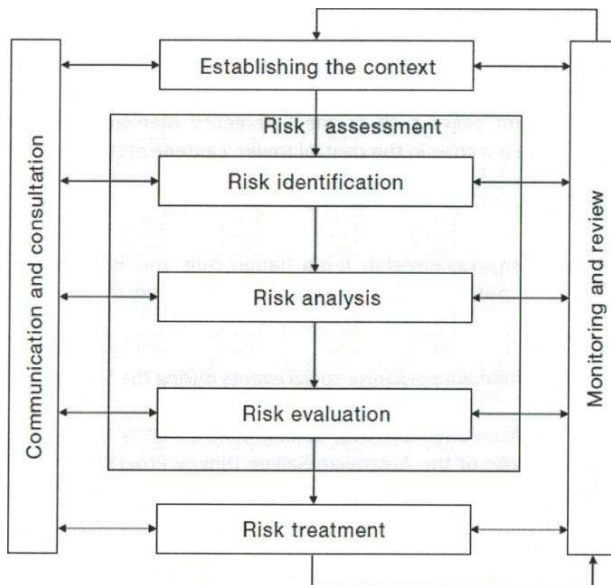 Establishing the context
Risk assessment
Risk identification
Risk analysis
Risk evaluation
Risk treatment
Communication and consultation
Monitoring and review